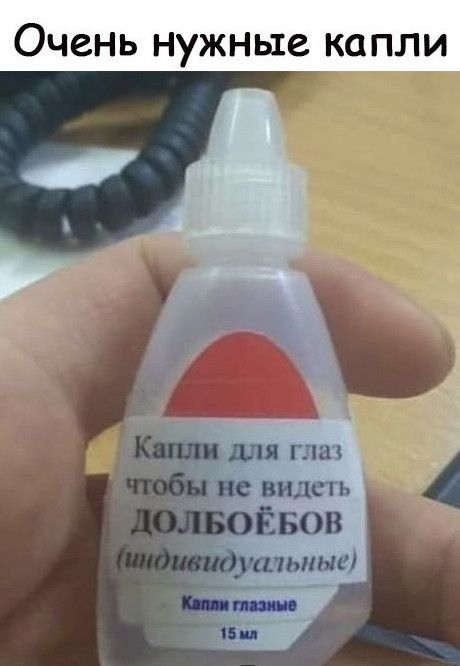 Очень нужные капли
Капли для глаз
чтобы не видеть
ДОЛБОЁБОВ
(индивидуальные)
Капли глазные
15 мл